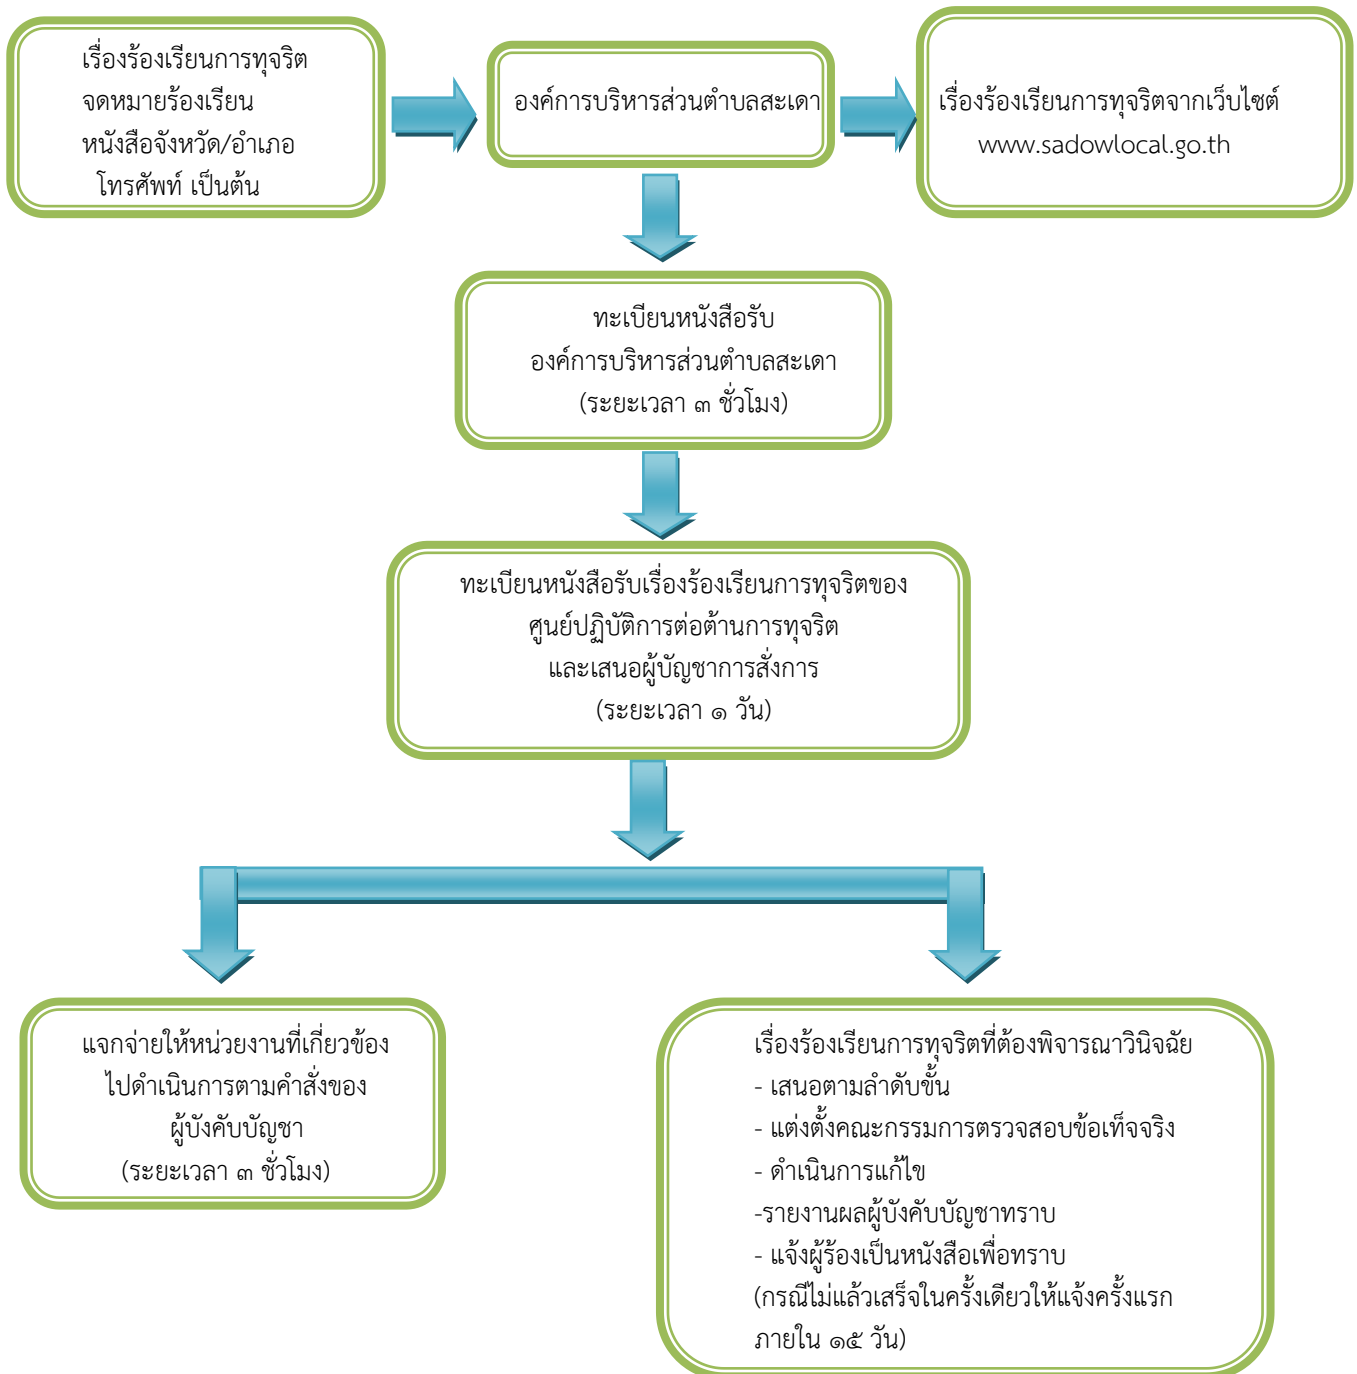 เรื่องร้องเรียนการทุจริต
จดหมายร้องเรียน
หนังสือจังหวัด/อำเภอ
โทรศัพท์ เป็นต้น
องค์การบริหารส่วนตำบลสะเดา
เรื่องร้องเรียนการทุจริตจากเว็บไซต์
www.sadowlocal.go.th
ทะเบียนหนังสือรับ
องค์การบริหารส่วนตำบลสะเดา
(ระยะเวลา ๓ ชั่วโมง)
ทะเบียนหนังสือรับเรื่องร้องเรียนการทุจริตของ
ศูนย์ปฏิบัติการต่อต้านการทุจริต
และเสนอผู้บัญชาการสั่งการ
(ระยะเวลา ๑ วัน)
แจกจ่ายให้หน่วยงานที่เกี่ยวข้อง
ไปดำเนินการตามคำสั่งของ
ผู้บังคับบัญชา
(ระยะเวลา ๓ ชั่วโมง)
เรื่องร้องเรียนการทุจริตที่ต้องพิจารณาวินิจฉัย
- เสนอตามลำดับขั้น
- แต่งตั้งคณะกรรมการตรวจสอบข้อเท็จจริง
- ดำเนินการแก้ไข
-รายงานผลผู้บังคับบัญชาทราบ
- แจ้งผู้ร้องเป็นหนังสือเพื่อทราบ
(กรณีไม่แล้วเสร็จในครั้งเดียวให้แจ้งครั้งแรก
ภายใน ๑๕ วัน)